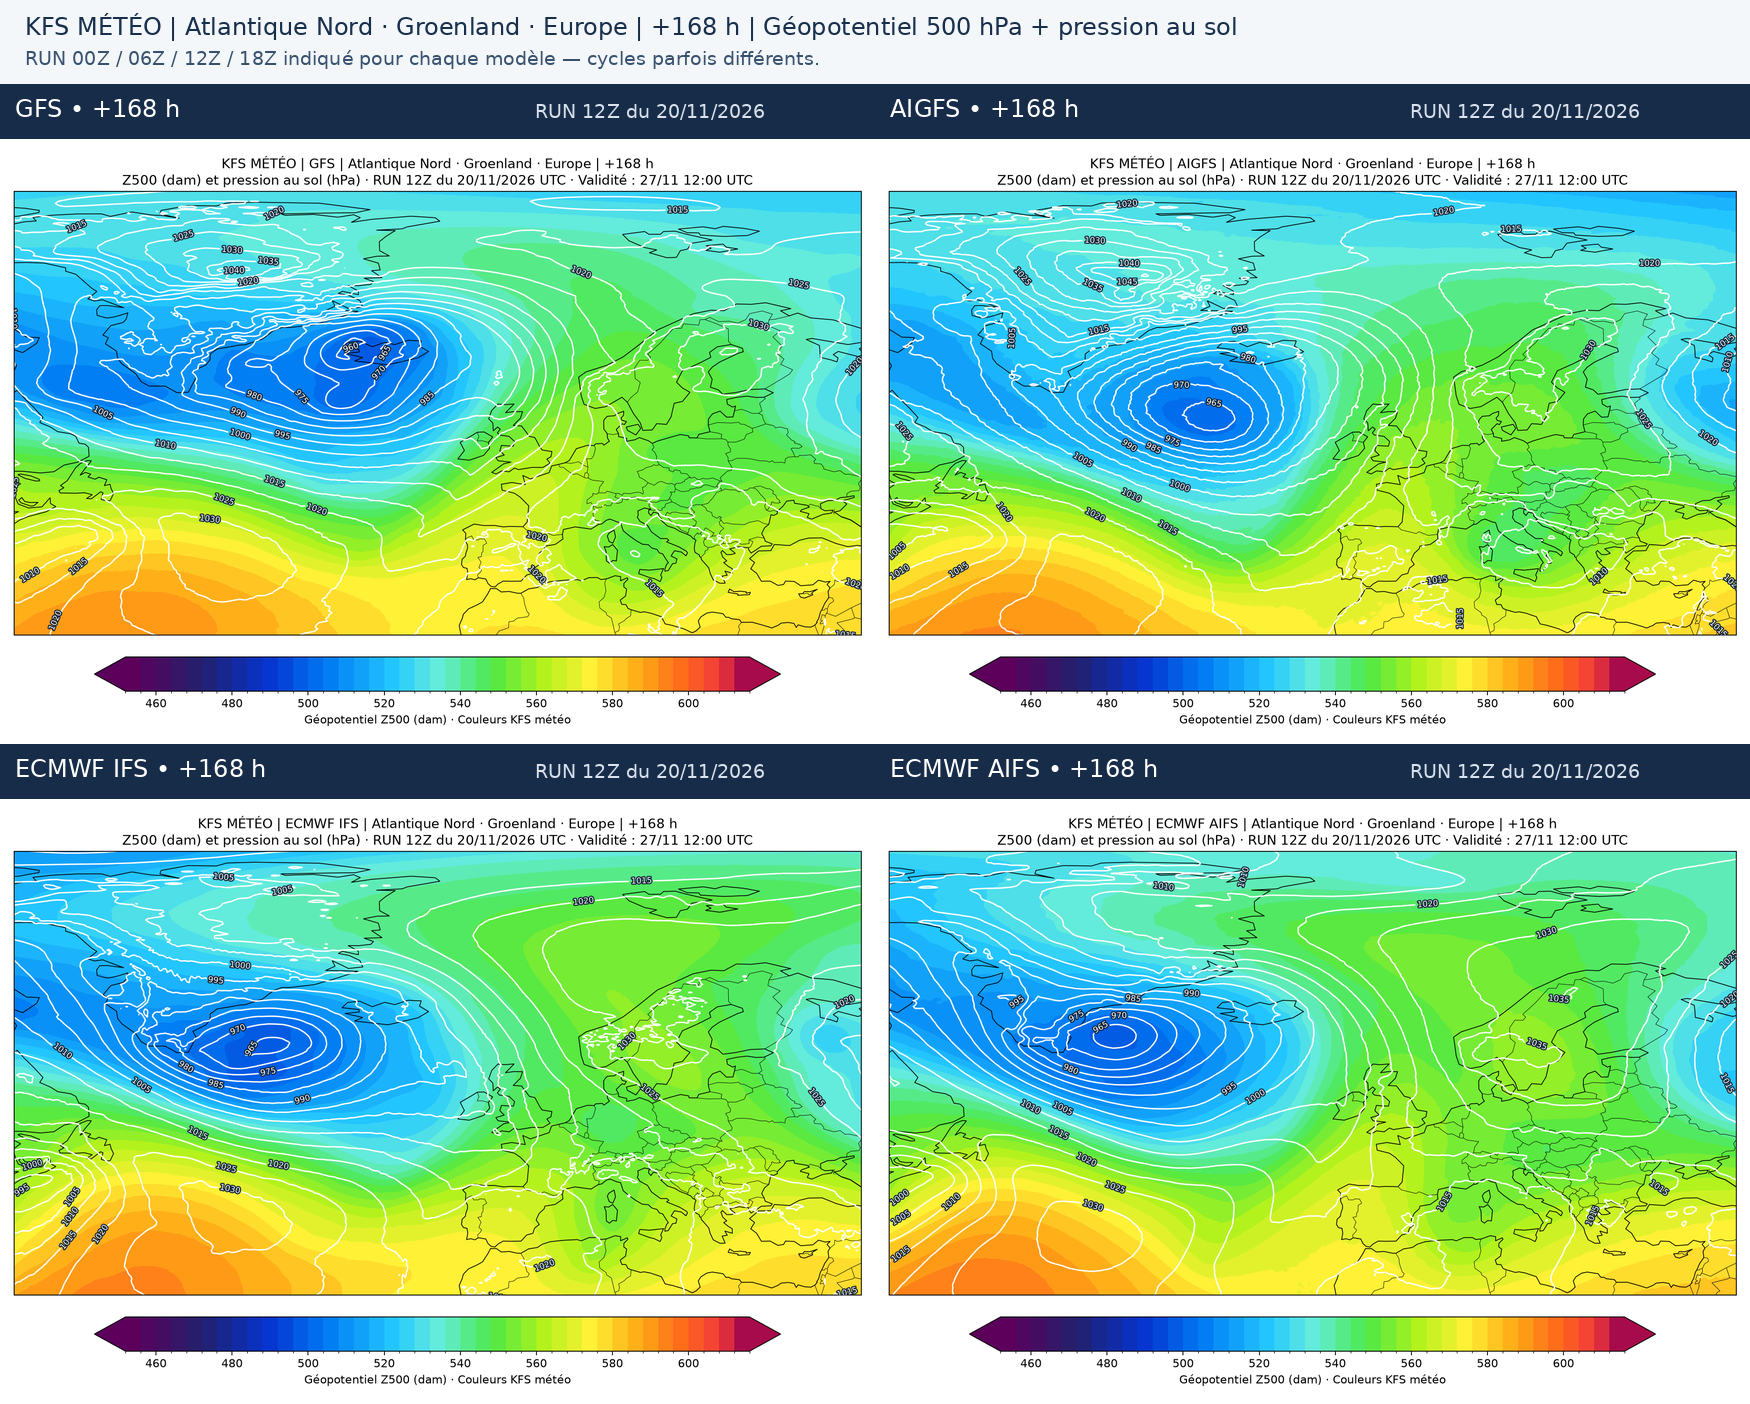 KFS MÉTÉO | Atlantique Nord · Groenland · Europe | +168 h | Géopotentiel 500 hPa + pression au sol
RUN 00Z / 06Z / 12Z / 18Z indiqué pour chaque modèle — cycles parfois différents.
GFS • +168 h
RUN 12Z du 20/11/2026
AIGFS • +168 h
RUN 12Z du 20/11/2026
KFS MÉTÉO | GFS | Atlantique Nord · Groenland · Europe | +168 h
Z500 (dam) et pression au sol (hPa) · RUN 12Z du 20/11/2026 UTC · Validité : 27/11 12:00 UTC
KFS MÉTÉO | AIGFS | Atlantique Nord · Groenland · Europe | +168 h
Z500 (dam) et pression au sol (hPa) · RUN 12Z du 20/11/2026 UTC · Validité : 27/11 12:00 UTC
460 480 500 520 540 560 580 600
Géopotentiel Z500 (dam) · Couleurs KFS météo
460 480 500 520 540 560 580 600
Géopotentiel Z500 (dam) · Couleurs KFS météo
ECMWF IFS • +168 h
RUN 12Z du 20/11/2026
ECMWF AIFS • +168 h
RUN 12Z du 20/11/2026
KFS MÉTÉO | ECMWF IFS | Atlantique Nord · Groenland · Europe | +168 h
Z500 (dam) et pression au sol (hPa) · RUN 12Z du 20/11/2026 UTC · Validité : 27/11 12:00 UTC
KFS MÉTÉO | ECMWF AIFS | Atlantique Nord · Groenland · Europe | +168 h
Z500 (dam) et pression au sol (hPa) · RUN 12Z du 20/11/2026 UTC · Validité : 27/11 12:00 UTC
460 480 500 520 540 560 580 600
Géopotentiel Z500 (dam) · Couleurs KFS météo
460 480 500 520 540 560 580 600
Géopotentiel Z500 (dam) · Couleurs KFS météo